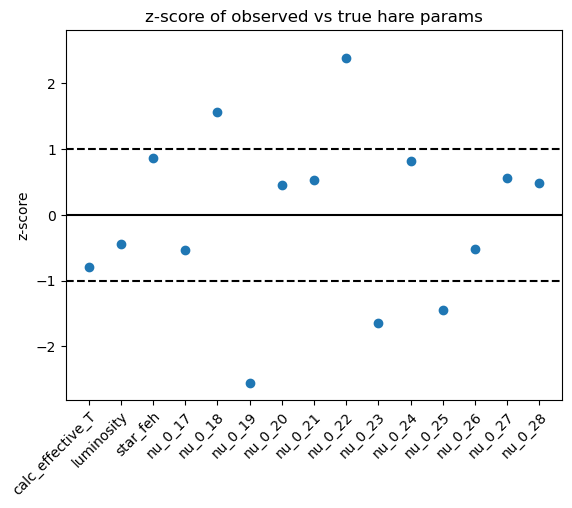 z-score of observed vs true hare params
z-score
2
1
0
−1
−2
calc_effective_T
luminosity
star_feh
nu_0_17
nu_0_18
nu_0_19
nu_0_20
nu_0_21
nu_0_22
nu_0_23
nu_0_24
nu_0_25
nu_0_26
nu_0_27
nu_0_28